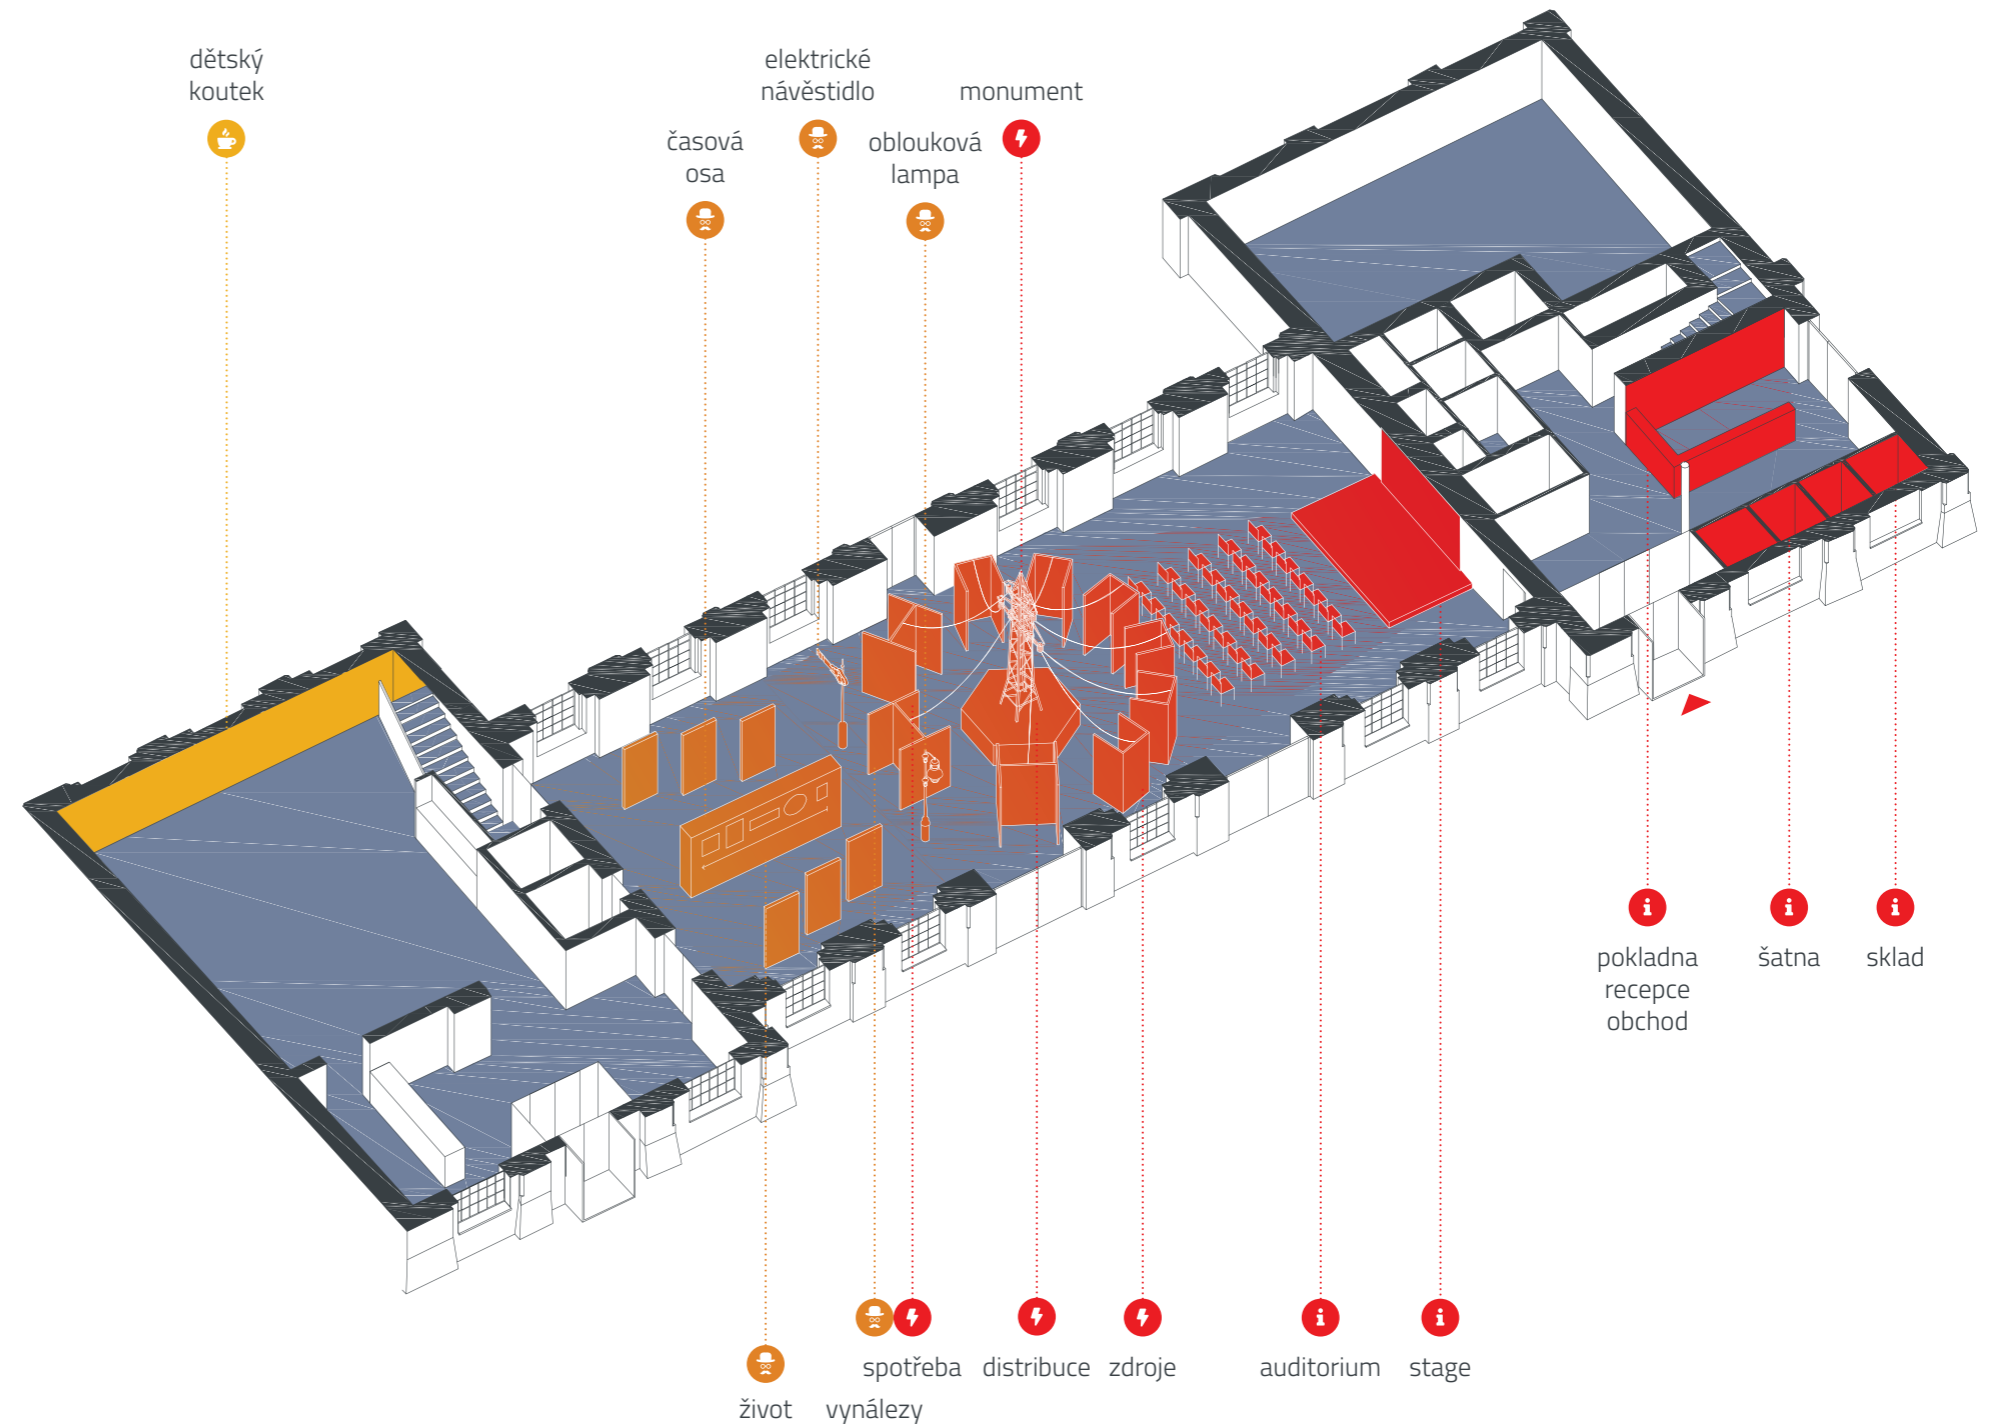 dětský
koutek
elektrické
návěstidlo
monument
časová
osa
oblouková
lampa
pokladna
recepce
obchod
šatna
sklad
spotřeba
distribuce
zdroje
auditorium
stage
život
vynálezy